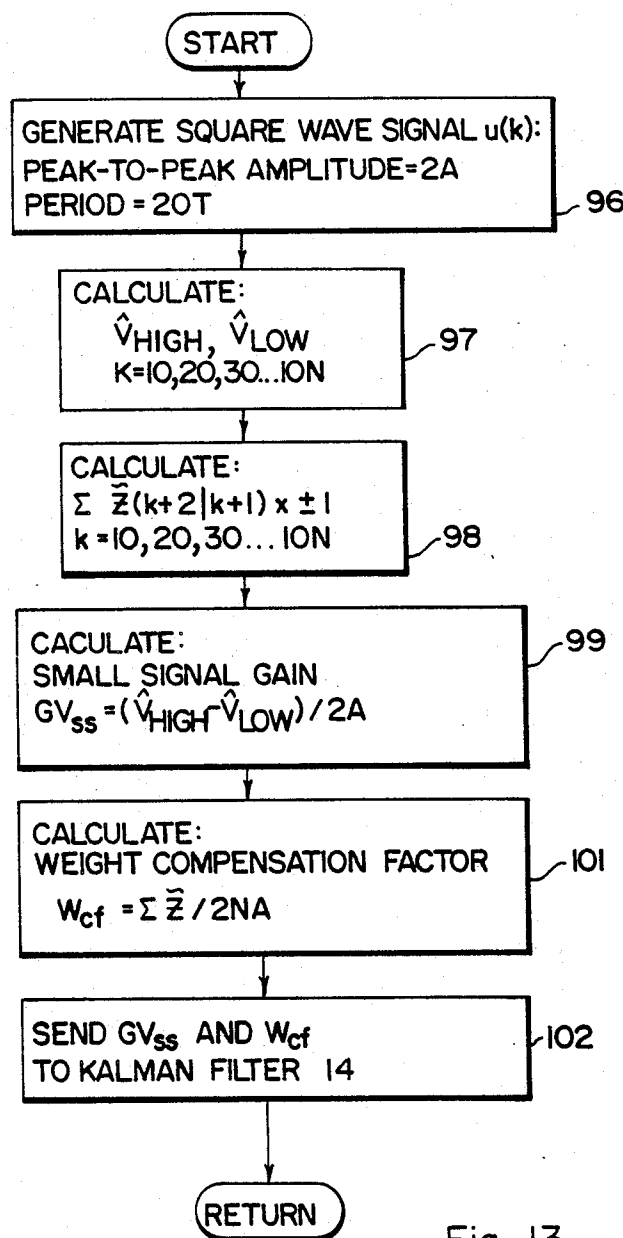 START
GENERATE SQUARE WAVE SIGNAL u(k):
PEAK-TO-PEAK AMPLITUDE=2A
PERIOD = 20T
96
CALCULATE:
V̂HIGH, V̂LOW
K=10,20,30...10N
97
CALCULATE:
Σ Z̃(k+2|k+1) x ±1
k=10,20,30...10N
98
CACULATE:
SMALL SIGNAL GAIN
GVss =(V̂HIGH-V̂LOW)/2A
99
CALCULATE:
WEIGHT COMPENSATION FACTOR
Wcf =Σ Z̃/2NA
101
SEND GVss AND Wcf
TO KALMAN FILTER 14
102
RETURN
Fig. 13